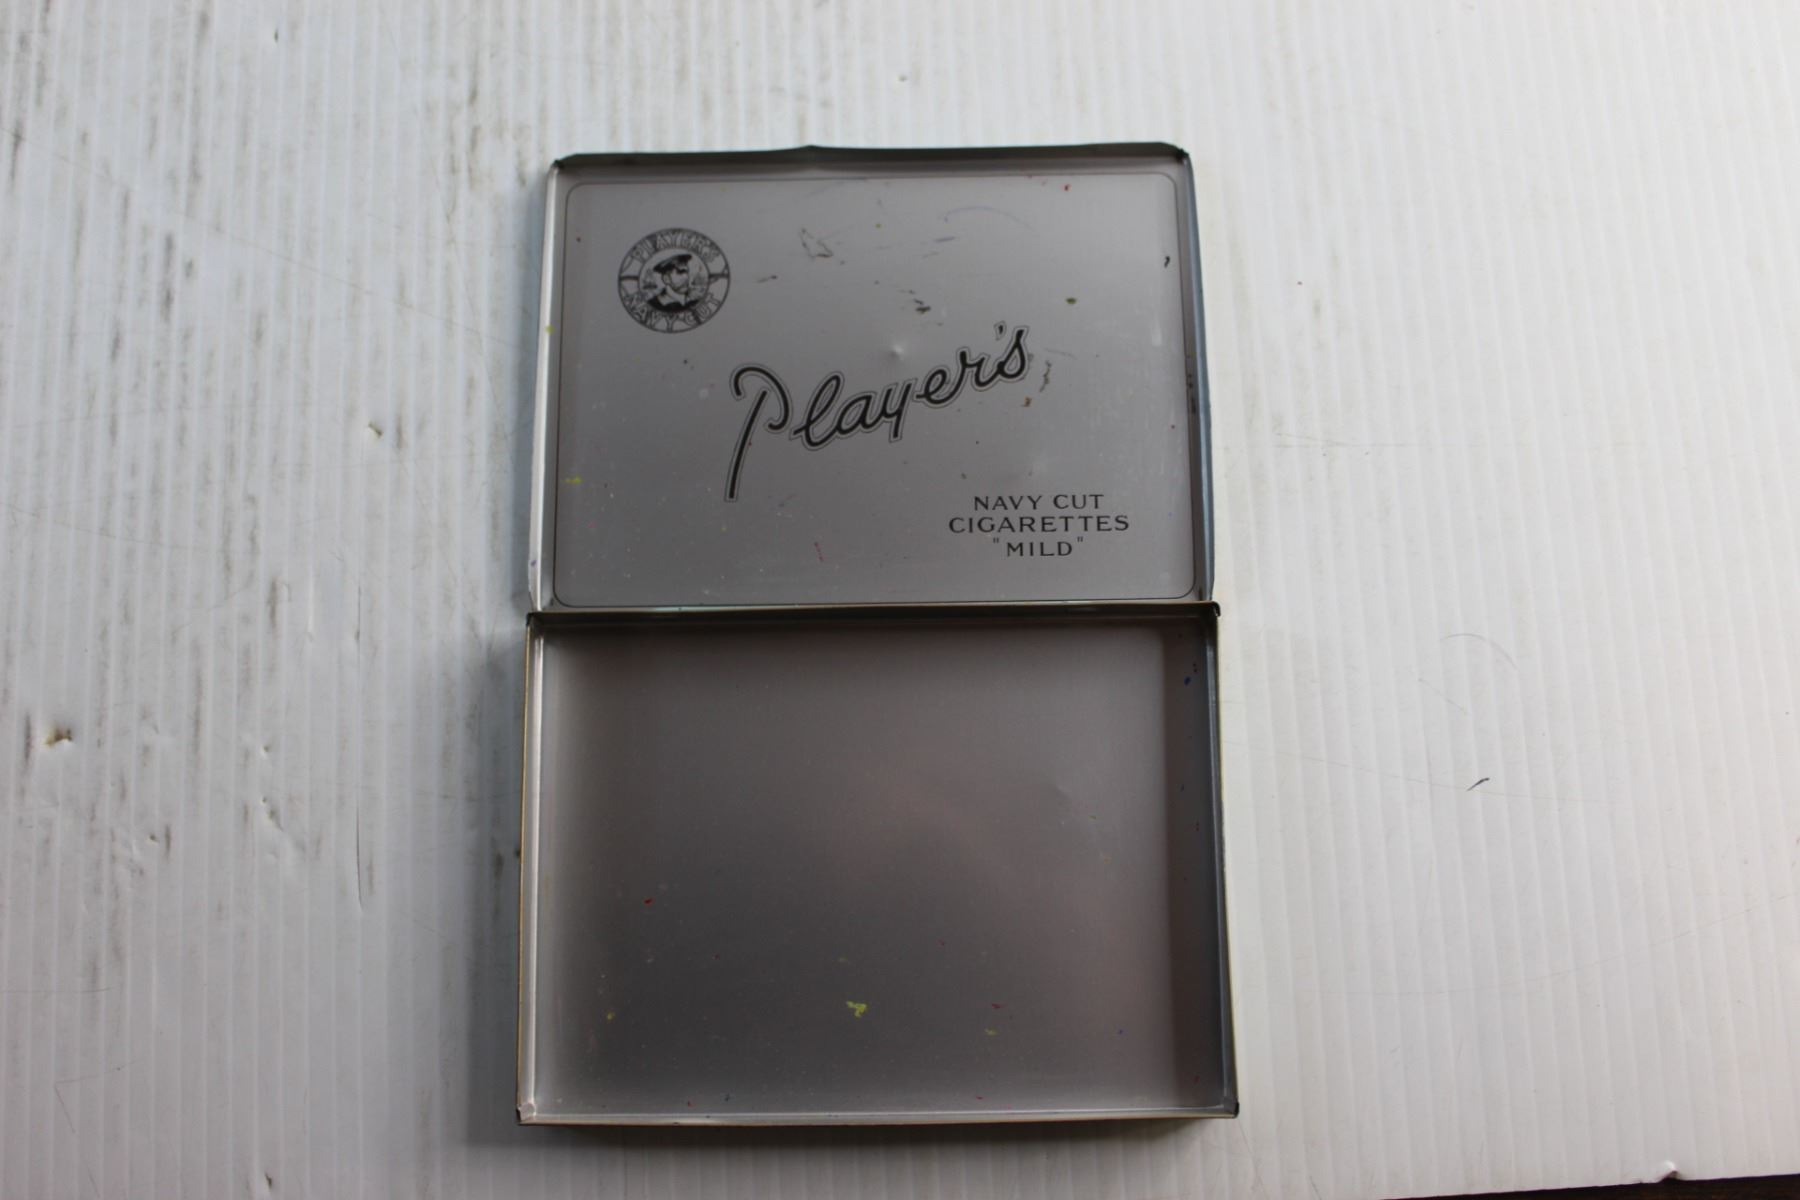 PLAYER'S
NAVY CUT
Player's
NAVY CUT
CIGARETTES
"MILD"